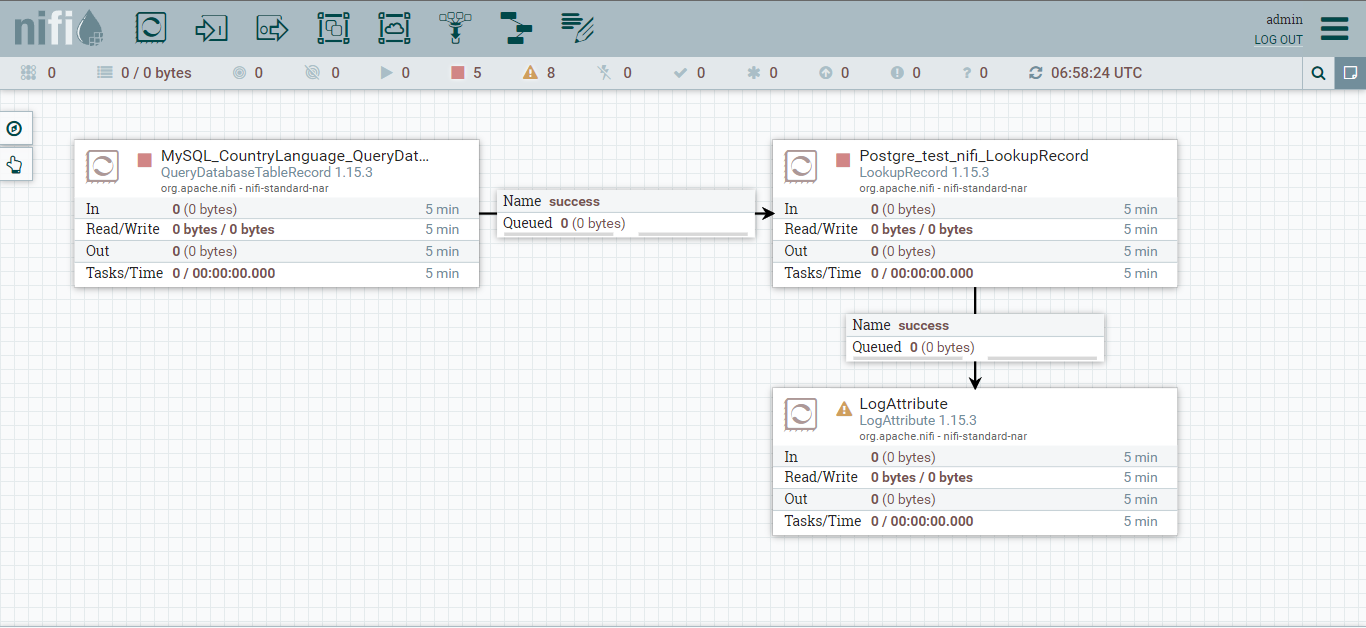 nifi
admin
LOG OUT
0 0 / 0 bytes 0 0 0 5 8 0 0 0 0 0 ? 0 06:58:24 UTC
MySQL_CountryLanguage_QueryDat...
QueryDatabaseTableRecord 1.15.3
org.apache.nifi - nifi-standard-nar
In 0 (0 bytes) 5 min
Read/Write 0 bytes / 0 bytes 5 min
Out 0 (0 bytes) 5 min
Tasks/Time 0 / 00:00:00.000 5 min
Name success
Queued 0 (0 bytes)
Postgre_test_nifi_LookupRecord
LookupRecord 1.15.3
org.apache.nifi - nifi-standard-nar
In 0 (0 bytes) 5 min
Read/Write 0 bytes / 0 bytes 5 min
Out 0 (0 bytes) 5 min
Tasks/Time 0 / 00:00:00.000 5 min
Name success
Queued 0 (0 bytes)
LogAttribute
LogAttribute 1.15.3
org.apache.nifi - nifi-standard-nar
In 0 (0 bytes) 5 min
Read/Write 0 bytes / 0 bytes 5 min
Out 0 (0 bytes) 5 min
Tasks/Time 0 / 00:00:00.000 5 min